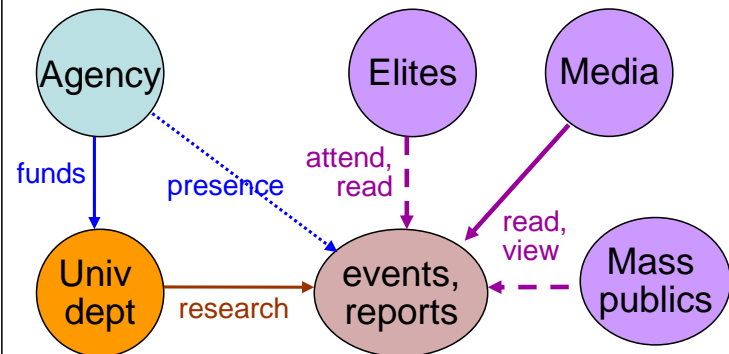 Agency
Elites
Media
funds
presence
attend,
read
read,
view
Univ
dept
research
events,
reports
Mass
publics